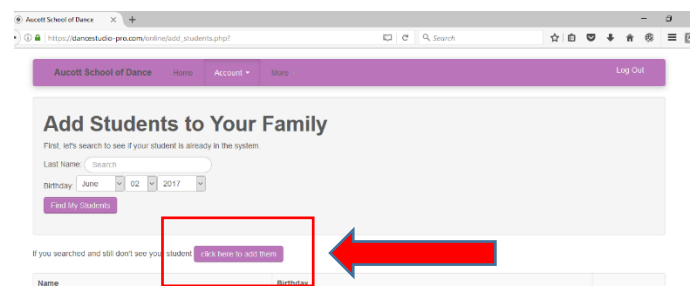 Aucott School of Dance × +
https://dancestudio-pro.com/online/add_students.php? Search
Aucott School of Dance Home Account More Log Out
Add Students to Your Family
First, let's search to see if your student is already in the system.
Last Name: Search
Birthday: June 02 2017
Find My Students
If you searched and still don't see your student click here to add them
Name Birthday